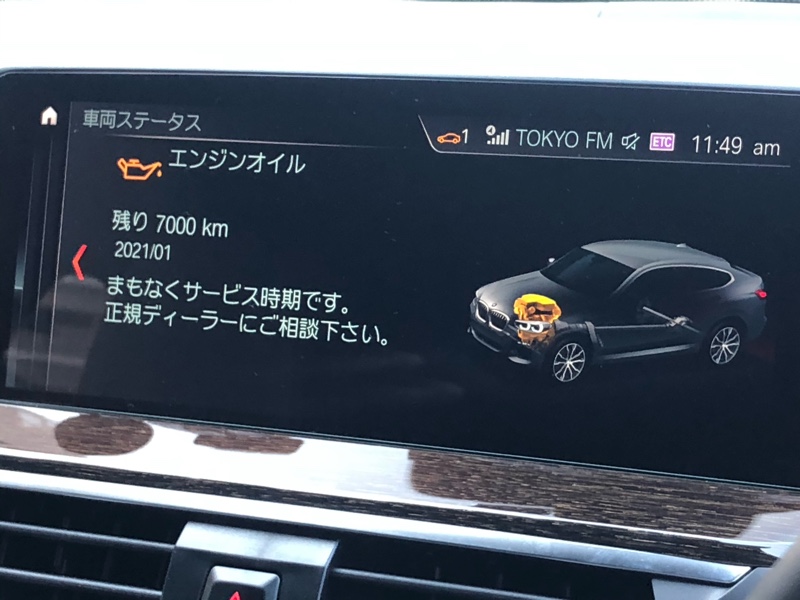 車両ステータス
1 4 TOKYO FM ETC 11:49 am
エンジンオイル
残り 7000 km
2021/01
まもなくサービス時期です。
正規ディーラーにご相談下さい。